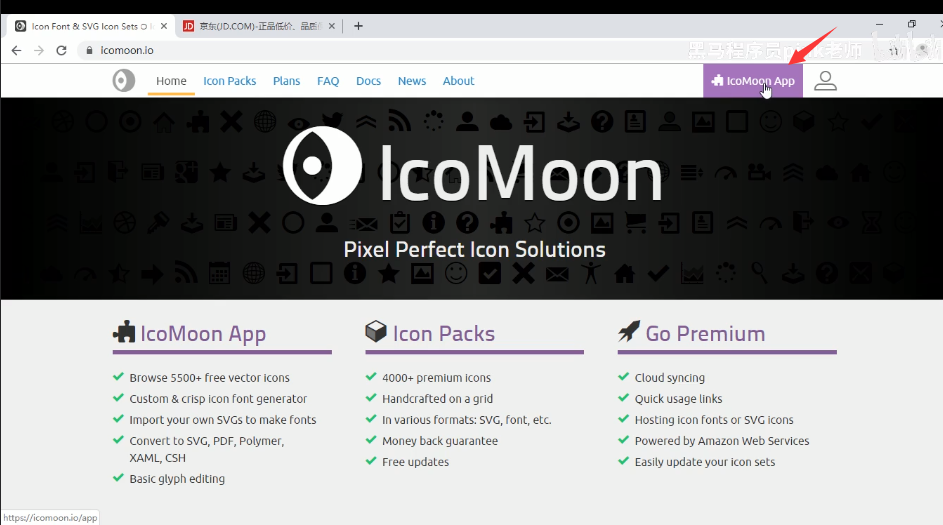 Icon Font & SVG Icon Sets
京东(JD.COM)-正品低价、品质
icomoon.io
Home
Icon Packs
Plans
FAQ
Docs
News
About
IcoMoon App
IcoMoon
Pixel Perfect Icon Solutions
IcoMoon App
Browse 5500+ free vector icons
Custom & crisp icon font generator
Import your own SVGs to make fonts
Convert to SVG, PDF, Polymer,
XAML, CSH
Basic glyph editing
Icon Packs
4000+ premium icons
Handcrafted on a grid
In various formats: SVG, font, etc.
Money back guarantee
Free updates
Go Premium
Cloud syncing
Quick usage links
Hosting icon fonts or SVG icons
Powered by Amazon Web Services
Easily update your icon sets
https://icomoon.io/app